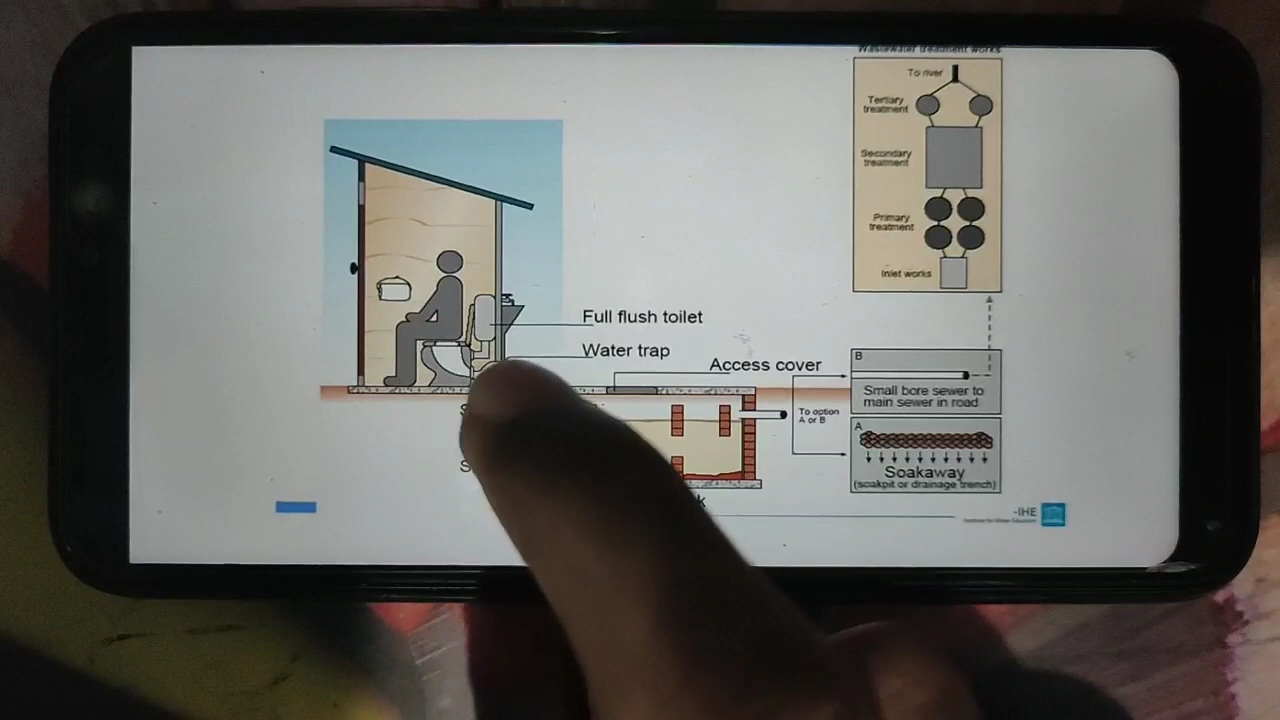 Wastewater treatment works
To river
Tertiary
treatment
Secondary
treatment
Primary
treatment
Inlet works
Full flush toilet
Water trap
Access cover
B
Small bore sewer to
main sewer in road
To option
A or B
A
Soakaway
(soakpit or drainage trench)
S
S
k
-IHE